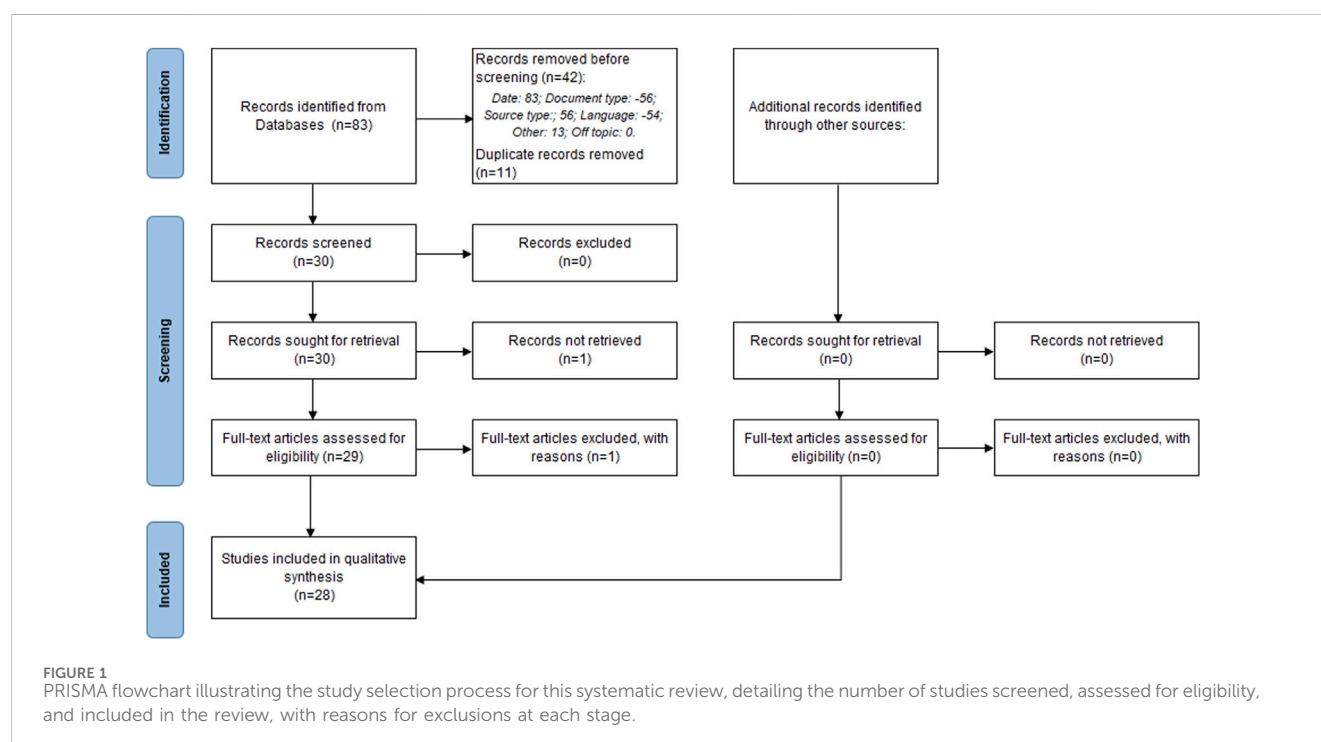 Identification
Records identified from
Databases (n=83)
Records removed before
screening (n=42):
Date: 83; Document type: -56;
Source type:; 56; Language: -54;
Other: 13; Off topic: 0.
Duplicate records removed
(n=11)
Additional records identified
through other sources:
Screening
Records screened
(n=30)
Records excluded
(n=0)
Records sought for retrieval
(n=30)
Records not retrieved
(n=1)
Records sought for retrieval
(n=0)
Records not retrieved
(n=0)
Full-text articles assessed for
eligibility (n=29)
Full-text articles excluded, with
reasons (n=1)
Full-text articles assessed for
eligibility (n=0)
Full-text articles excluded, with
reasons (n=0)
Included
Studies included in qualitative
synthesis
(n=28)
FIGURE 1
PRISMA flowchart illustrating the study selection process for this systematic review, detailing the number of studies screened, assessed for eligibility,
and included in the review, with reasons for exclusions at each stage.